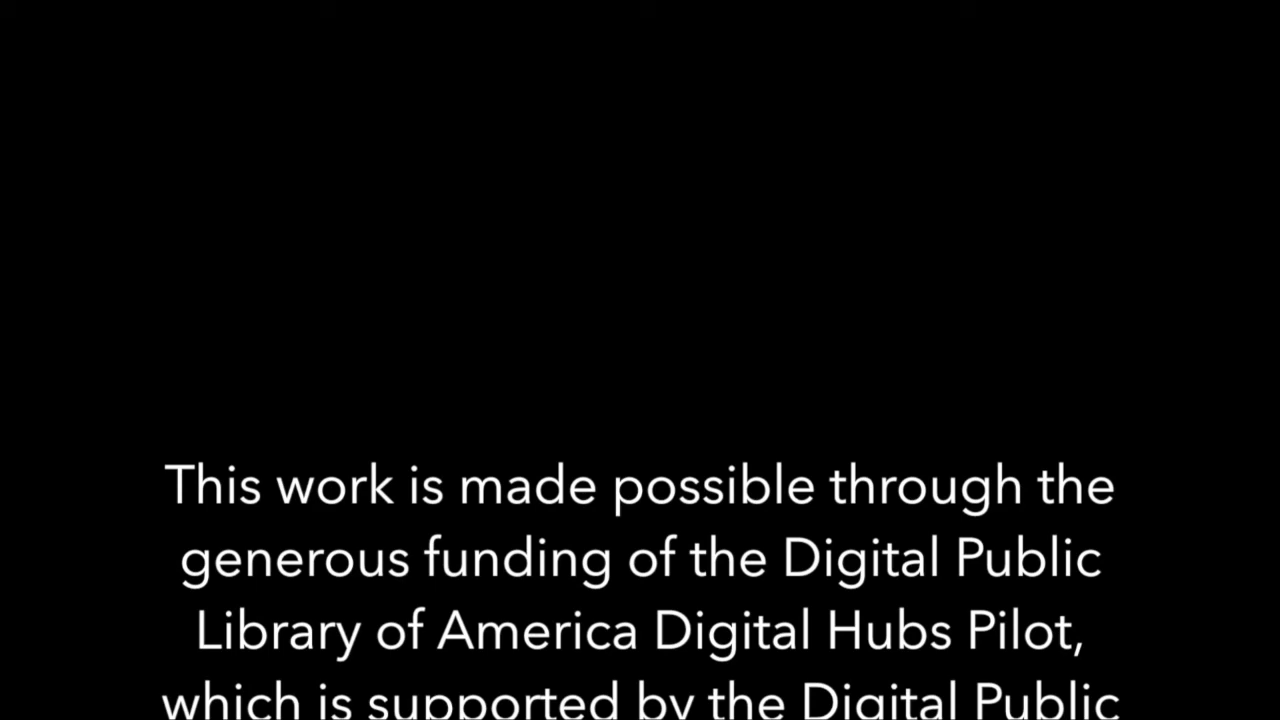 This work is made possible through the
generous funding of the Digital Public
Library of America Digital Hubs Pilot,
which is supported by the Digital Public